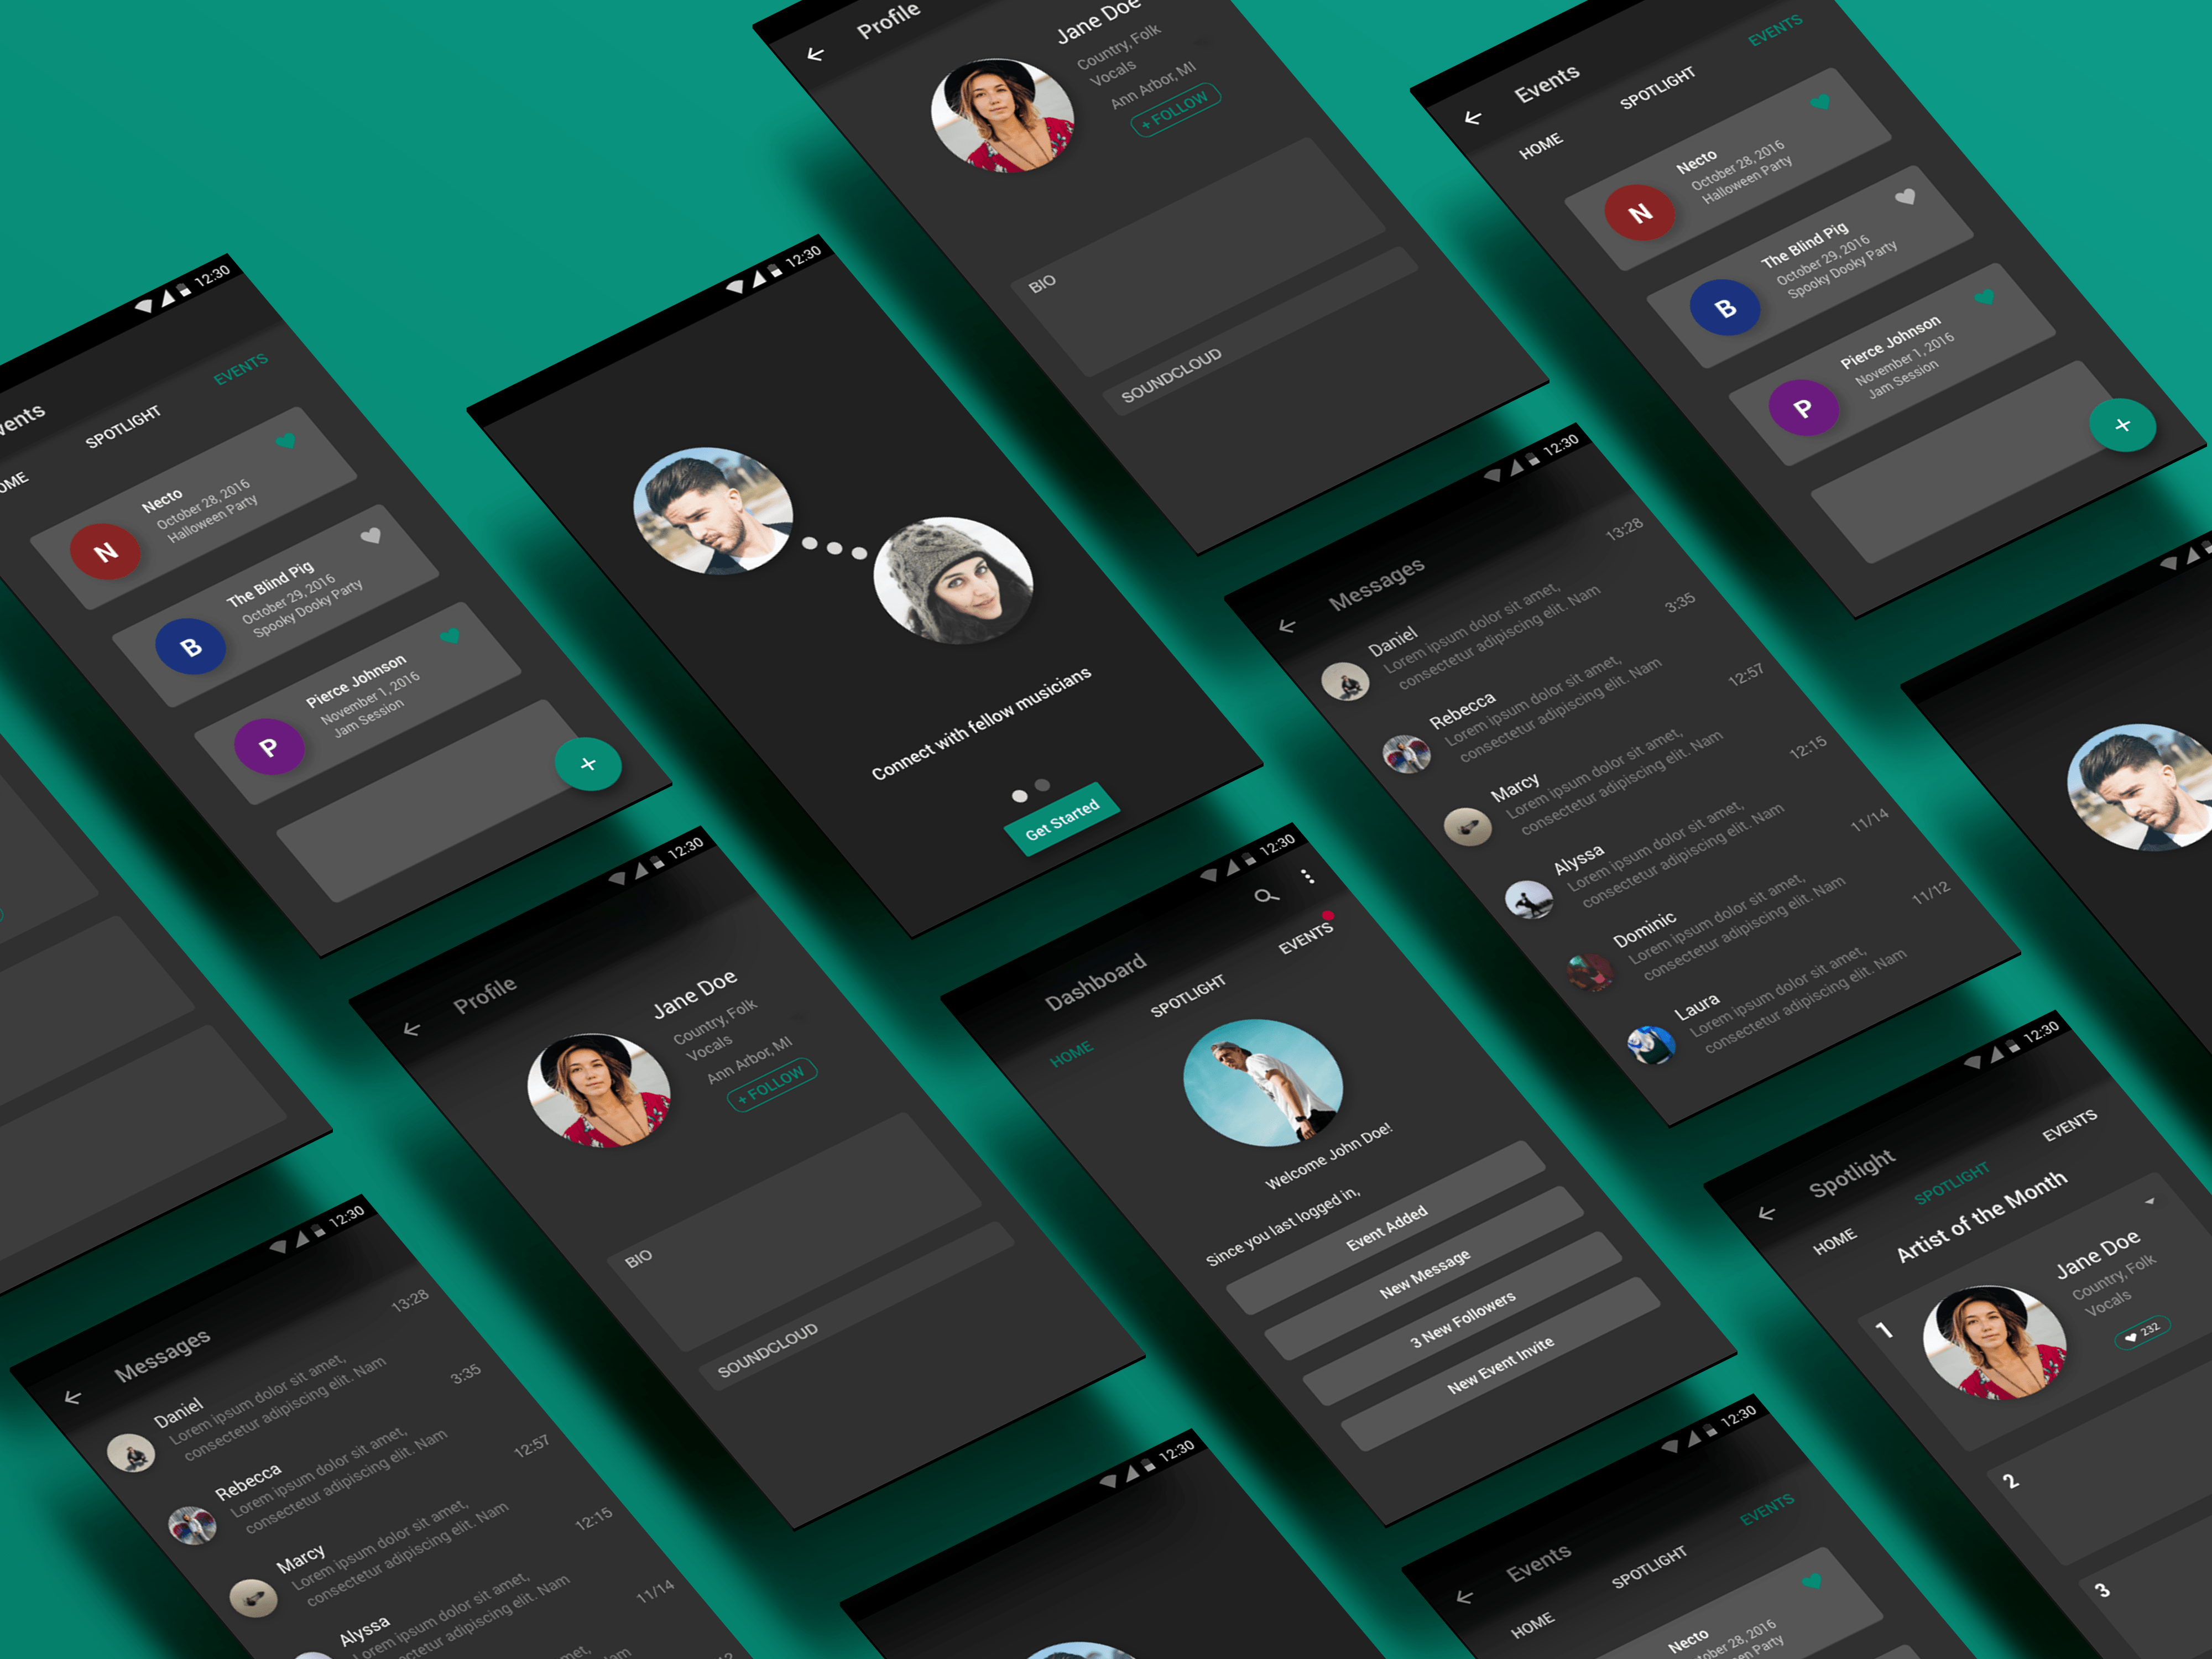 Profile
Jane Doe
Country, Folk
Vocals
Ann Arbor, MI
+ FOLLOW
BIO
SOUNDCLOUD
Events
HOME
SPOTLIGHT
EVENTS
N
Necto
October 28, 2016
Halloween Party
B
The Blind Pig
October 29, 2016
Spooky Dooky Party
P
Pierce Johnson
November 1, 2016
Jam Session
+
12:30
SPOTLIGHT
EVENTS
N
Necto
October 28, 2016
Halloween Party
B
The Blind Pig
October 29, 2016
Spooky Dooky Party
P
Pierce Johnson
November 1, 2016
Jam Session
+
12:30
Connect with fellow musicians
Get Started
12:30
Messages
Daniel
13:28
Lorem ipsum dolor sit amet,
consectetur adipiscing elit. Nam
Rebecca
3:35
Lorem ipsum dolor sit amet,
consectetur adipiscing elit. Nam
Marcy
12:57
Lorem ipsum dolor sit amet,
consectetur adipiscing elit. Nam
Alyssa
12:15
Lorem ipsum dolor sit amet,
consectetur adipiscing elit. Nam
Dominic
11/14
Lorem ipsum dolor sit amet,
consectetur adipiscing elit. Nam
Laura
11/12
Lorem ipsum dolor sit amet,
consectetur adipiscing elit. Nam
12:30
Profile
Jane Doe
Country, Folk
Vocals
Ann Arbor, MI
+ FOLLOW
BIO
SOUNDCLOUD
12:30
Dashboard
HOME
SPOTLIGHT
EVENTS
Welcome John Doe!
Since you last logged in,
Event Added
New Message
3 New Followers
New Event Invite
12:30
Spotlight
HOME
SPOTLIGHT
EVENTS
Artist of the Month
1
Jane Doe
Country, Folk
Vocals
232
2
3
12:30
Messages
Daniel
13:28
Lorem ipsum dolor sit amet,
consectetur adipiscing elit. Nam
Rebecca
3:35
Lorem ipsum dolor sit amet,
consectetur adipiscing elit. Nam
Marcy
12:57
Lorem ipsum dolor sit amet,
consectetur adipiscing elit. Nam
Alyssa
12:15
Lorem ipsum dolor sit amet,
consectetur adipiscing elit. Nam
11/14
12:30
12:30
Events
HOME
SPOTLIGHT
EVENTS
Necto
October 28, 2016
Halloween Party